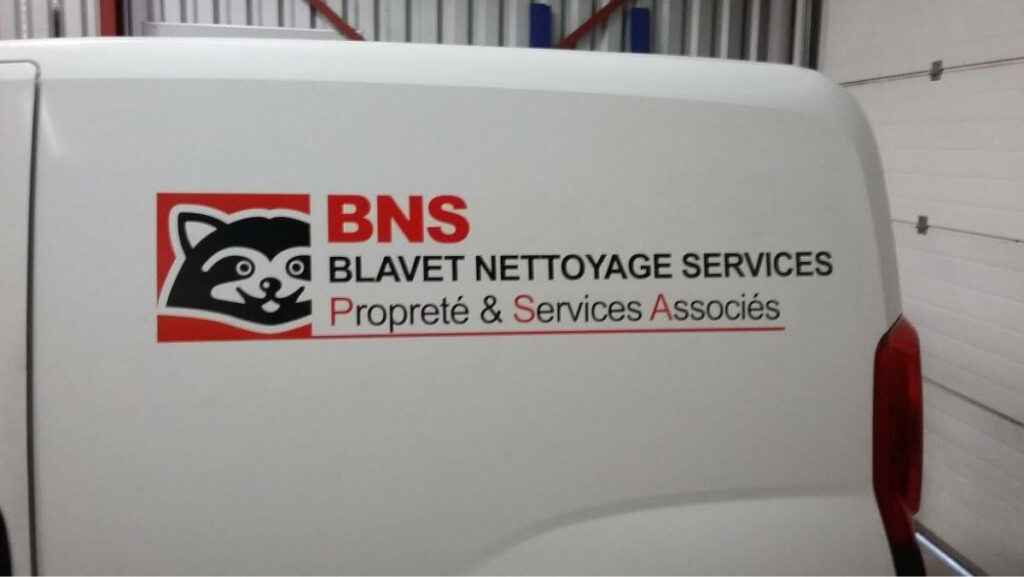 BNS
BLAVET NETTOYAGE SERVICES
Propreté & Services Associés